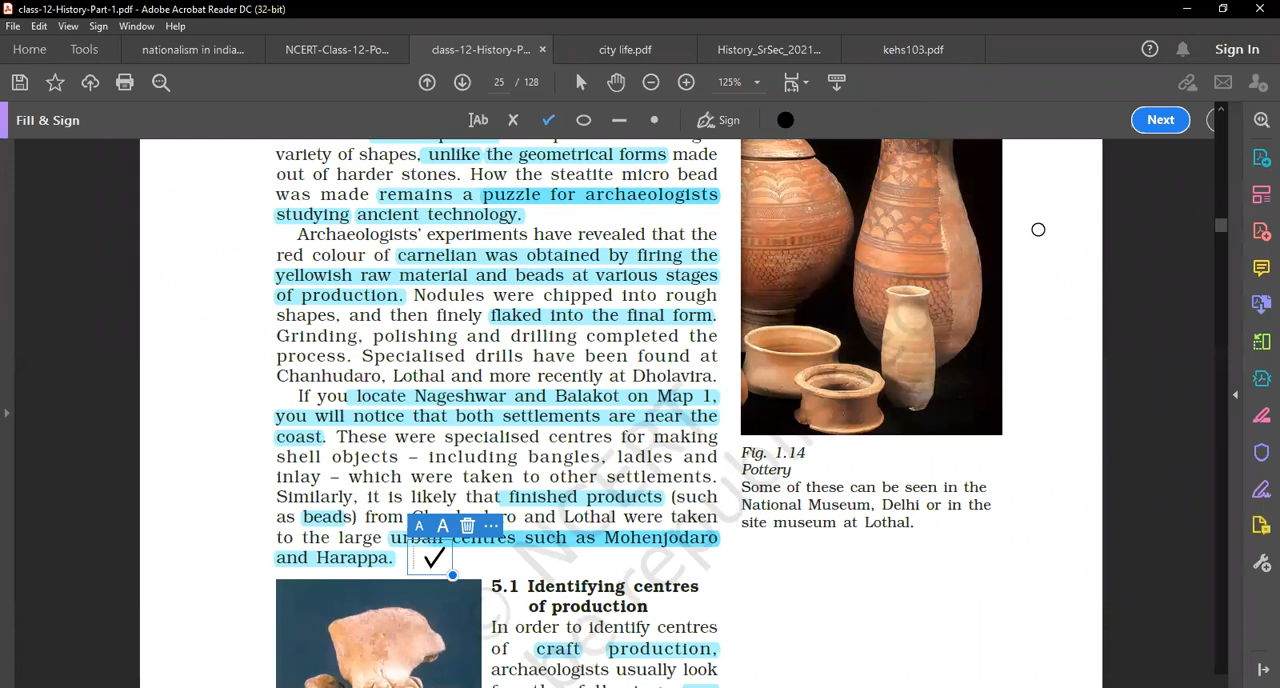 class-12-History-Part-1.pdf - Adobe Acrobat Reader DC (32-bit)
File Edit View Sign Window Help
Home Tools nationalism in india... NCERT-Class-12-Po... class-12-History-P... × city life.pdf History_SrSec_2021... kehs103.pdf Sign In
25 / 128 125%
Fill & Sign Ab Sign Next
variety of shapes, unlike the geometrical forms made
out of harder stones. How the steatite micro bead
was made remains a puzzle for archaeologists
studying ancient technology.
Archaeologists' experiments have revealed that the
red colour of carnelian was obtained by firing the
yellowish raw material and beads at various stages
of production. Nodules were chipped into rough
shapes, and then finely flaked into the final form.
Grinding, polishing and drilling completed the
process. Specialised drills have been found at
Chanhudaro, Lothal and more recently at Dholavira.
If you locate Nageshwar and Balakot on Map 1,
you will notice that both settlements are near the
coast. These were specialised centres for making
shell objects – including bangles, ladles and
inlay – which were taken to other settlements.
Similarly, it is likely that finished products (such
as beads) from and Lothal were taken
to the large urban centres such as Mohenjodaro
and Harappa.
A A ...
Fig. 1.14
Pottery
Some of these can be seen in the
National Museum, Delhi or in the
site museum at Lothal.
5.1 Identifying centres
of production
In order to identify centres
of craft production,
archaeologists usually look
© NCERT